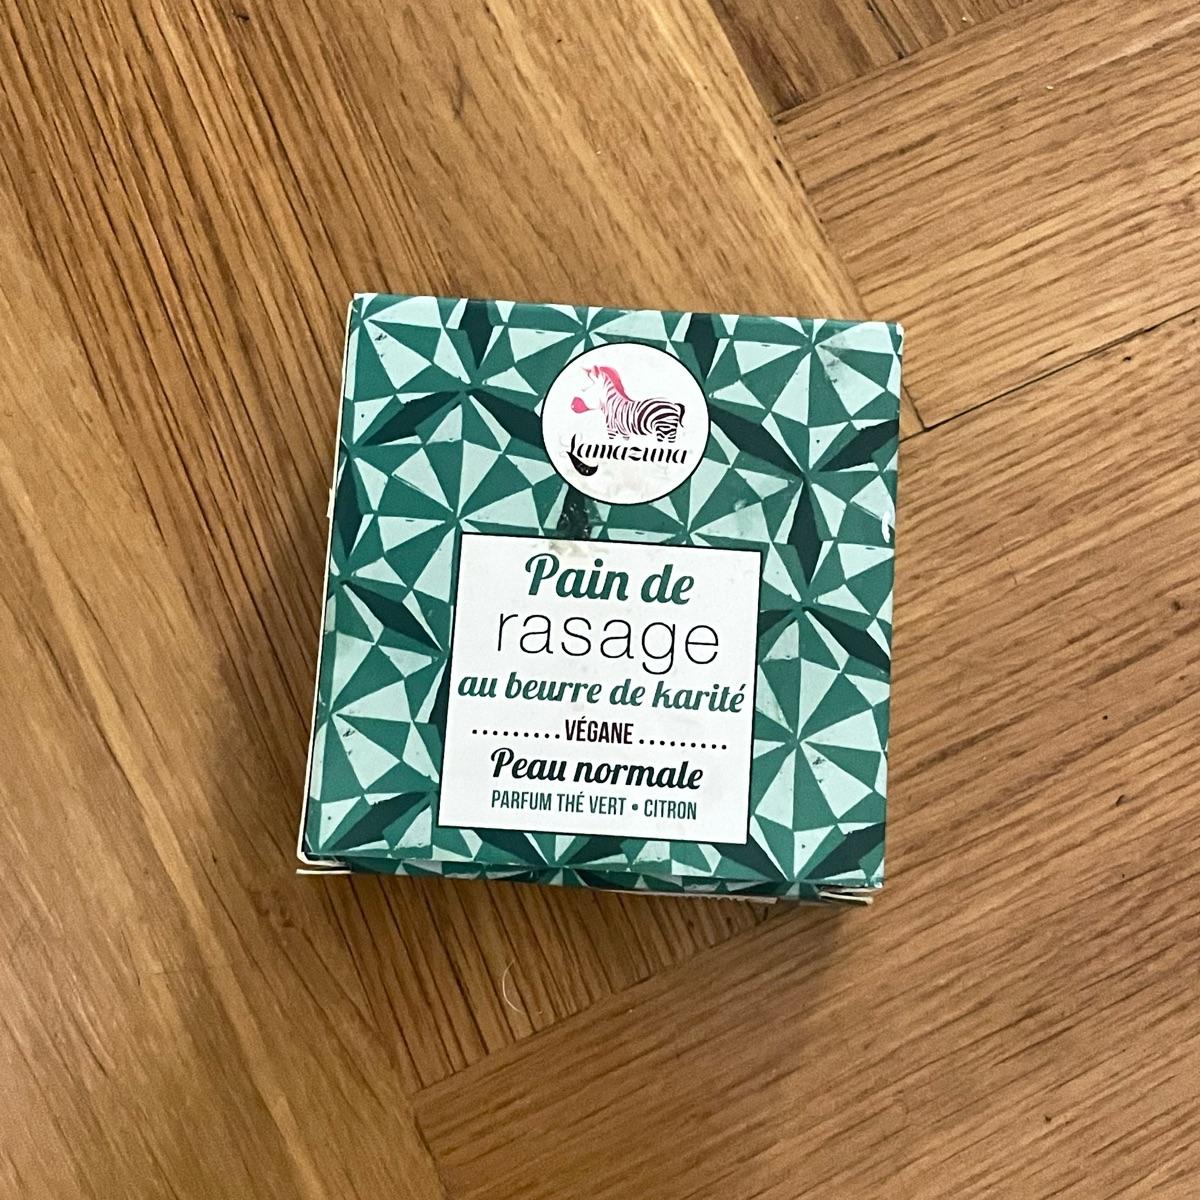 Lamazuna
Pain de
rasage
au beurre de karité
.........VÉGANE.........
Peau normale
PARFUM THÉ VERT • CITRON